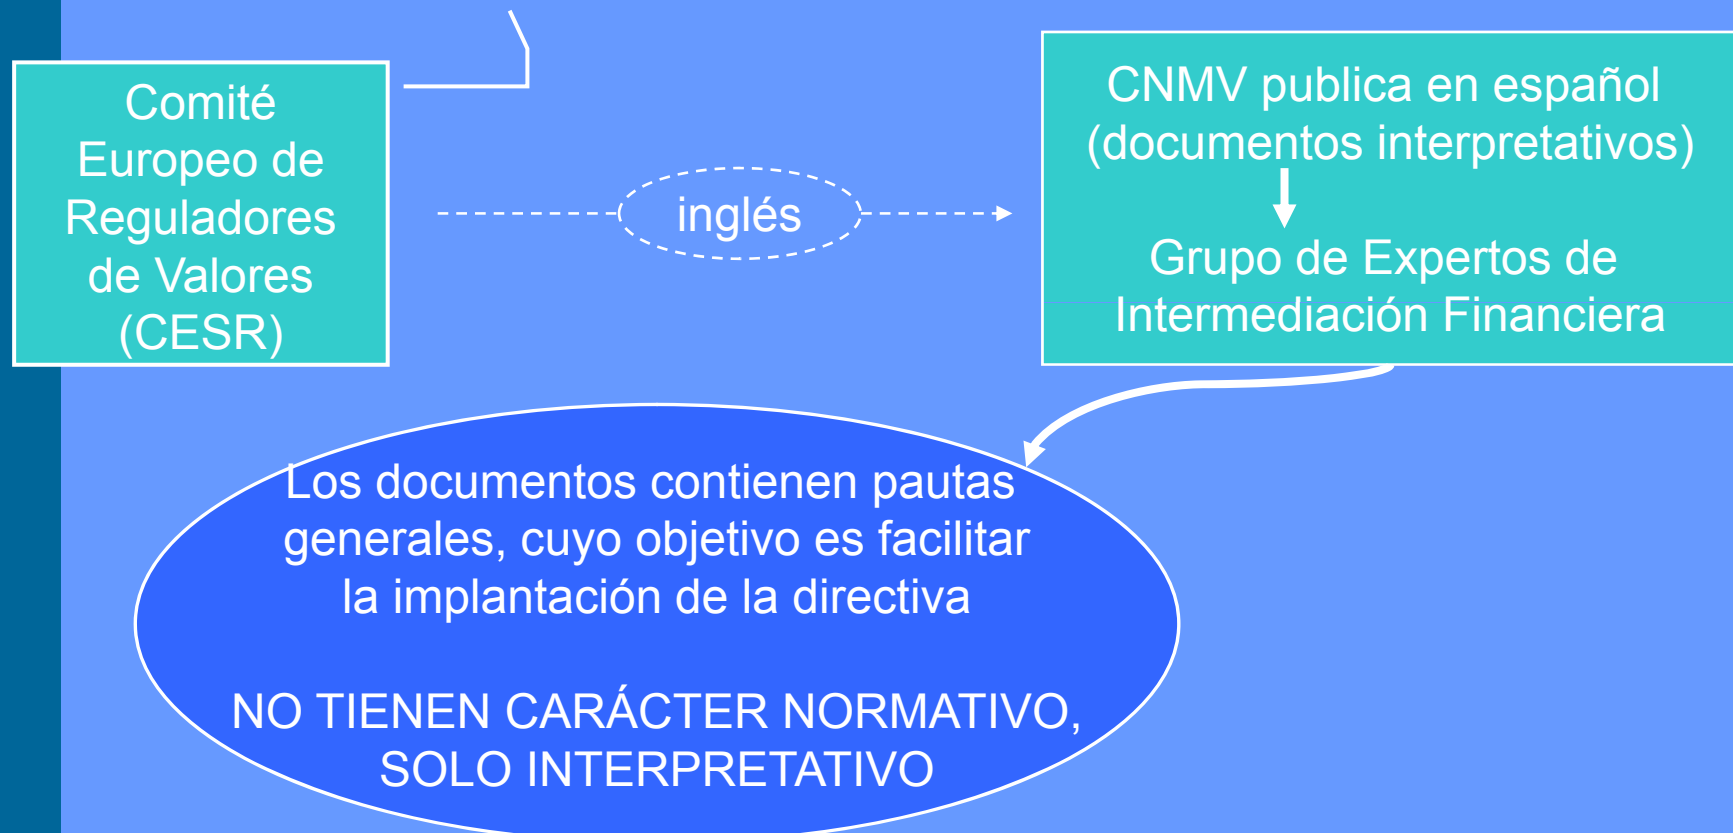 Comité
Europeo de
Reguladores
de Valores
(CESR)
inglés
CNMV publica en español
(documentos interpretativos)
Grupo de Expertos de
Intermediación Financiera
Los documentos contienen pautas
generales, cuyo objetivo es facilitar
la implantación de la directiva
NO TIENEN CARÁCTER NORMATIVO,
SOLO INTERPRETATIVO